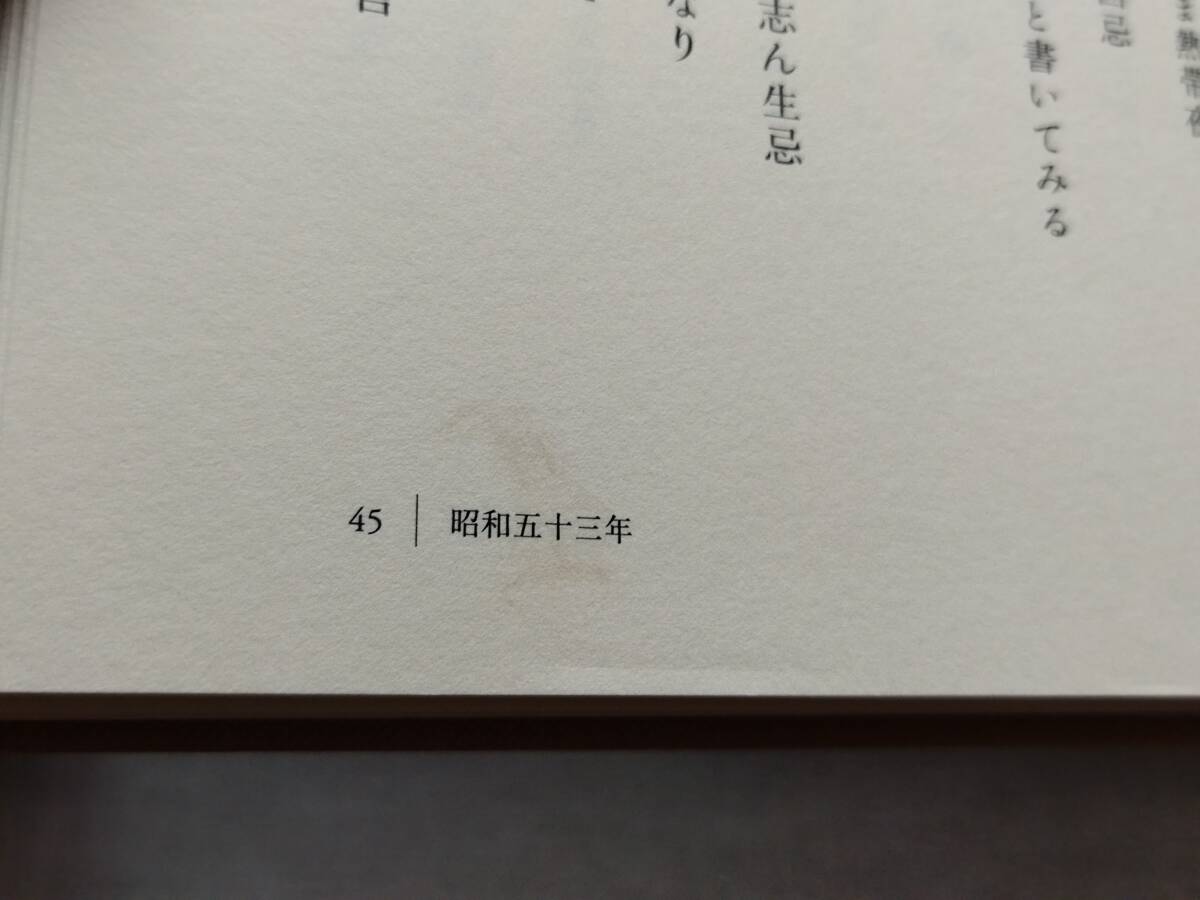 熱帯夜
忌
と書いてみる
志ん生忌
なり
45 昭和五十三年